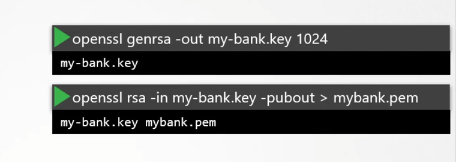 openssl genrsa -out my-bank.key 1024
my-bank.key
openssl rsa -in my-bank.key -pubout > mybank.pem
my-bank.key mybank.pem